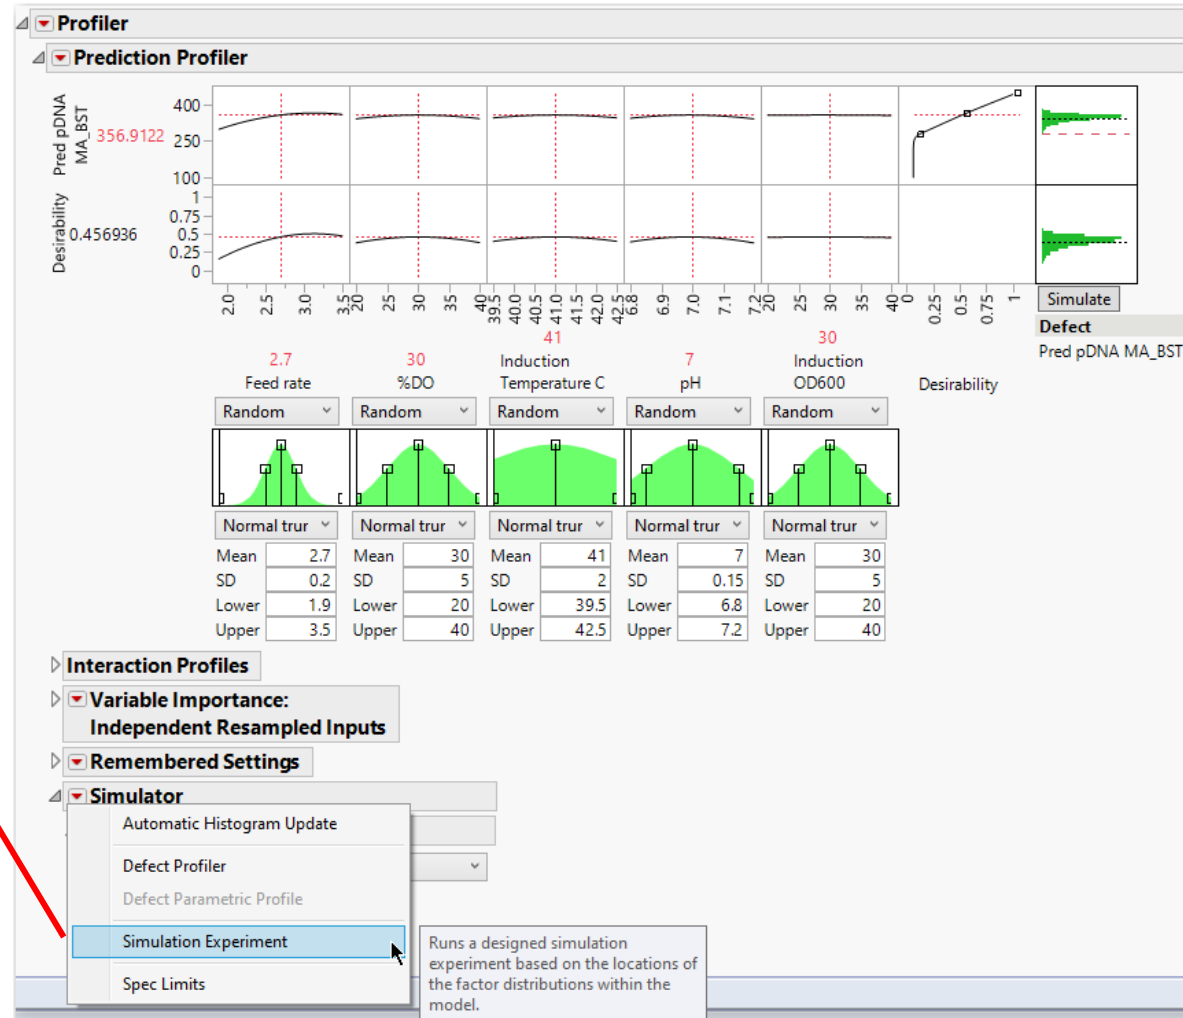 Profiler
Prediction Profiler
Pred pDNA
MA_BST
356.9122
400
250
100
Desirability
0.456936
1
0.75
0.5
0.25
0
2.0
2.5
3.0
3.5
20
25
30
35
40
39.5
40.0
40.5
41.0
41.5
42.0
42.5
6.8
6.9
7.0
7.1
7.2
20
25
30
35
40
0
0.25
0.5
0.75
1
Simulate
Defect
Pred pDNA MA_BST
2.7
Feed rate
30
%DO
41
Induction
Temperature C
7
pH
30
Induction
OD600
Desirability
Random Random Random Random Random
Normal trur Normal trur Normal trur Normal trur Normal trur
Mean 2.7 Mean 30 Mean 41 Mean 7 Mean 30
SD 0.2 SD 5 SD 2 SD 0.15 SD 5
Lower 1.9 Lower 20 Lower 39.5 Lower 6.8 Lower 20
Upper 3.5 Upper 40 Upper 42.5 Upper 7.2 Upper 40
Interaction Profiles
Variable Importance:
Independent Resampled Inputs
Remembered Settings
Simulator
Automatic Histogram Update
Defect Profiler
Defect Parametric Profile
Simulation Experiment
Spec Limits
Runs a designed simulation
experiment based on the locations of
the factor distributions within the
model.